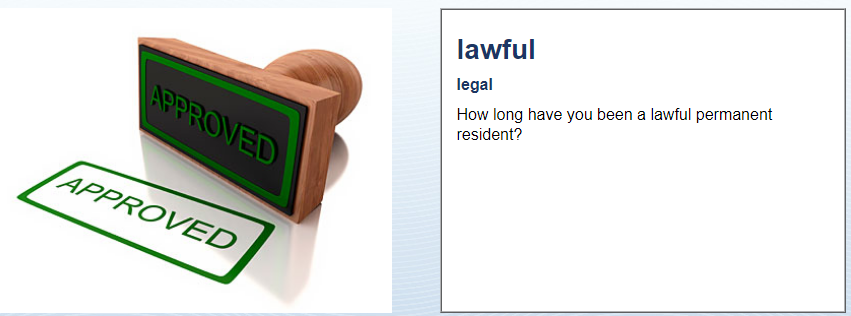 APPROVED
APPROVED
lawful
legal
How long have you been a lawful permanent
resident?